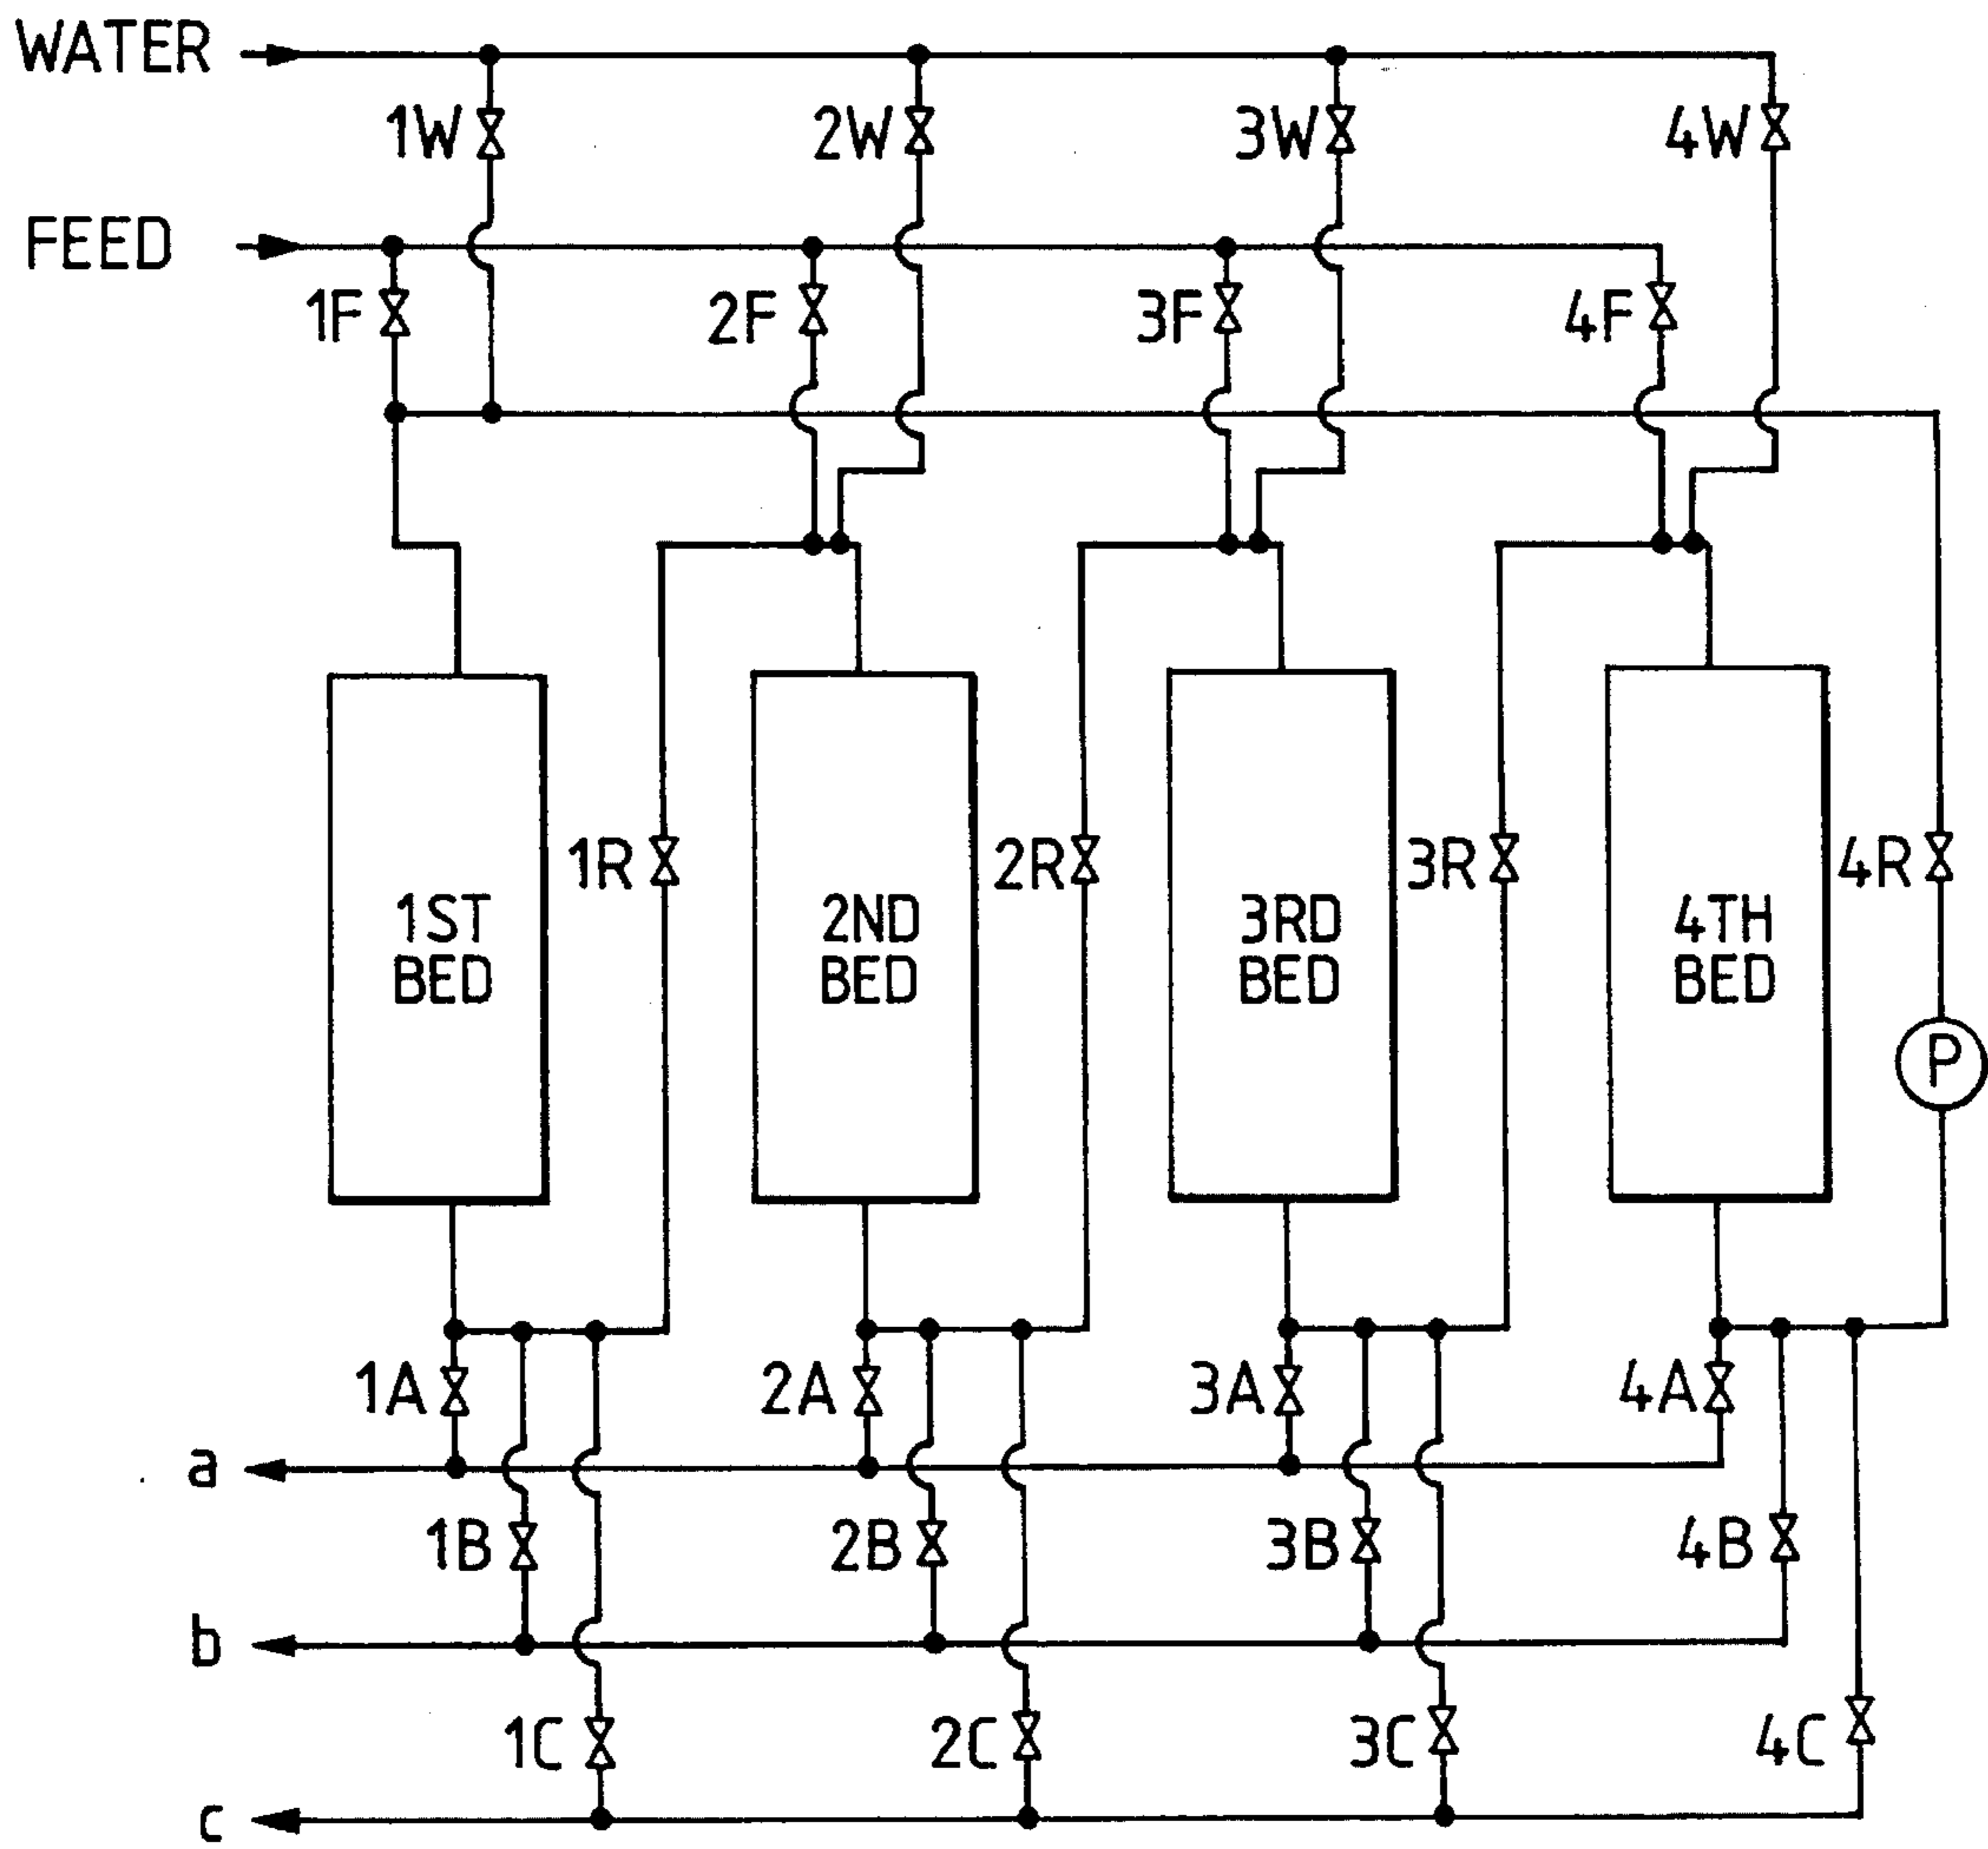 WATER
1W 2W 3W 4W
FEED
1F 2F 3F 4F
1R 2R 3R 4R
1ST
BED
2ND
BED
3RD
BED
4TH
BED
P
1A 2A 3A 4A
a
1B 2B 3B 4B
b
1C 2C 3C 4C
c